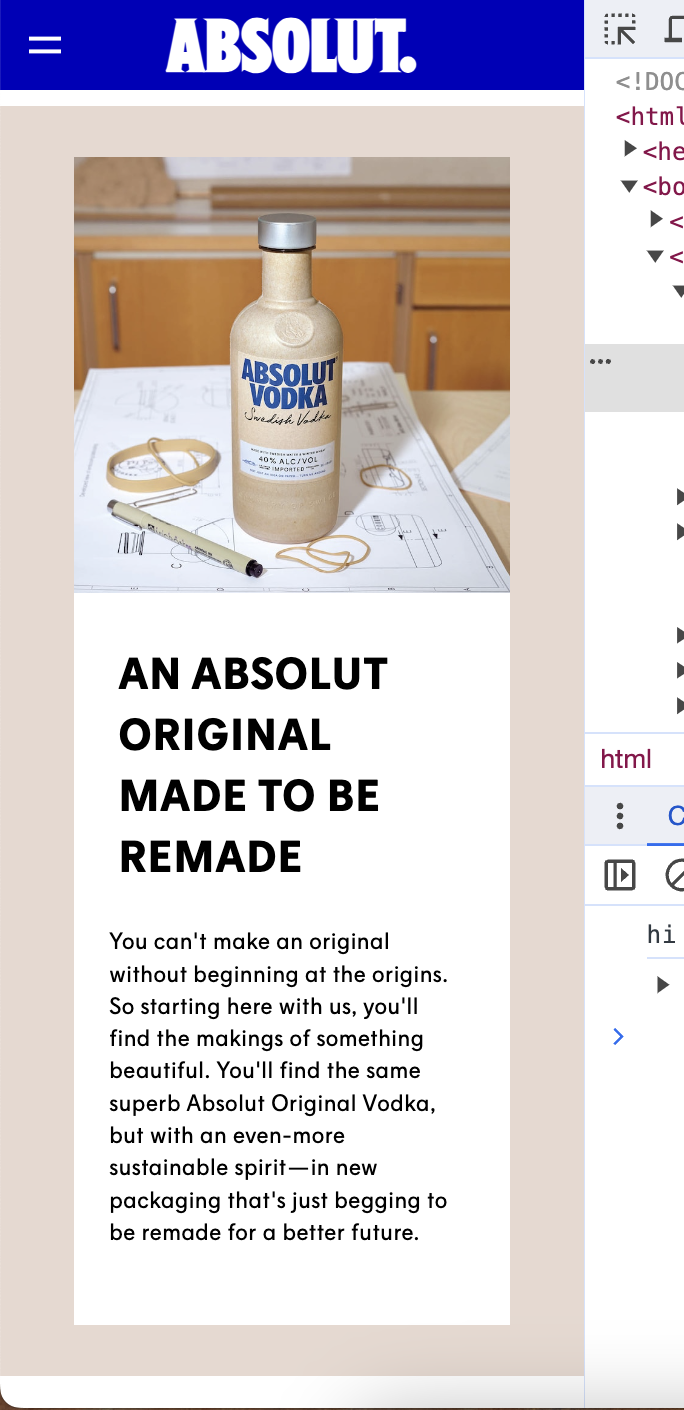 ABSOLUT.
<!DOC
<html
<he
<bo
<
<
ABSOLUT
VODKA
Swedish Vodka
40% ALC/VOL
IMPORTED
AN ABSOLUT
ORIGINAL
MADE TO BE
REMADE
You can't make an original
without beginning at the origins.
So starting here with us, you'll
find the makings of something
beautiful. You'll find the same
superb Absolut Original Vodka,
but with an even-more
sustainable spirit—in new
packaging that's just begging to
be remade for a better future.
html
hi